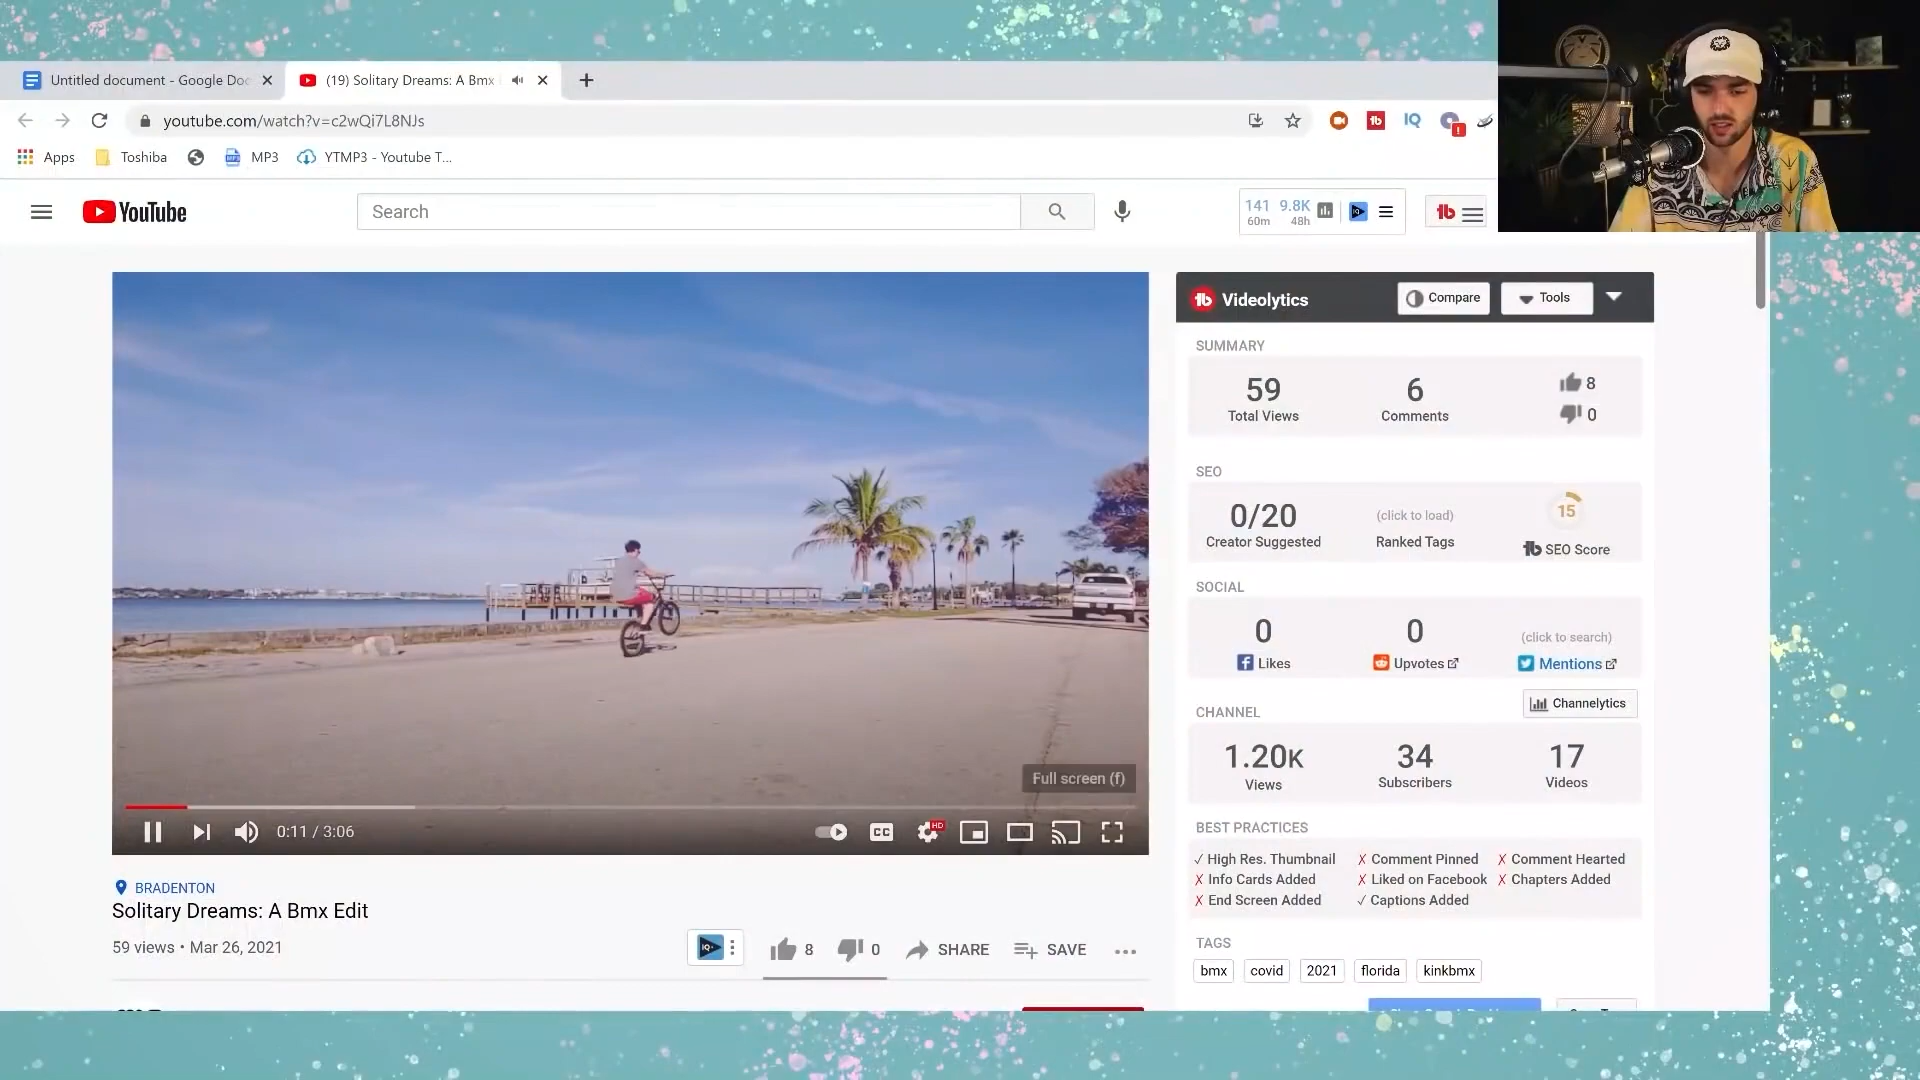 Untitled document - Google Doc
(19) Solitary Dreams: A Bmx
youtube.com/watch?v=c2wQi7L8NJs
Apps
Toshiba
MP3
YTMP3 - Youtube T...
YouTube
Search
141 9.8K
60m 48h
Videolytics
Compare
Tools
SUMMARY
59 6 8
0
Total Views Comments
SEO
0/20 (click to load) 15
Creator Suggested Ranked Tags SEO Score
SOCIAL
0 0 (click to search)
Likes Upvotes Mentions
Channelytics
CHANNEL
1.20K 34 17
Views Subscribers Videos
BEST PRACTICES
✓ High Res. Thumbnail ✗ Comment Pinned ✗ Comment Hearted
✗ Info Cards Added ✗ Liked on Facebook ✗ Chapters Added
✗ End Screen Added ✓ Captions Added
TAGS
bmx covid 2021 florida kinkbmx
Full screen (f)
0:11 / 3:06
CC
HD
BRADENTON
Solitary Dreams: A Bmx Edit
59 views • Mar 26, 2021
IQ
8 0 SHARE SAVE